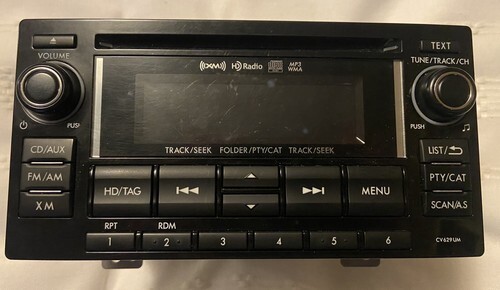 TEXT
VOLUME
TUNE/TRACK/CH
((XM)) HD Radio MP3
WMA
PUSH
PUSH
TRACK/SEEK FOLDER/PTY/CAT TRACK/SEEK
CD/AUX
LIST/
FM/AM
HD/TAG
MENU
PTY/CAT
XM
SCAN/AS
RPT RDM
1 2 3 4 5 6
CV629UM